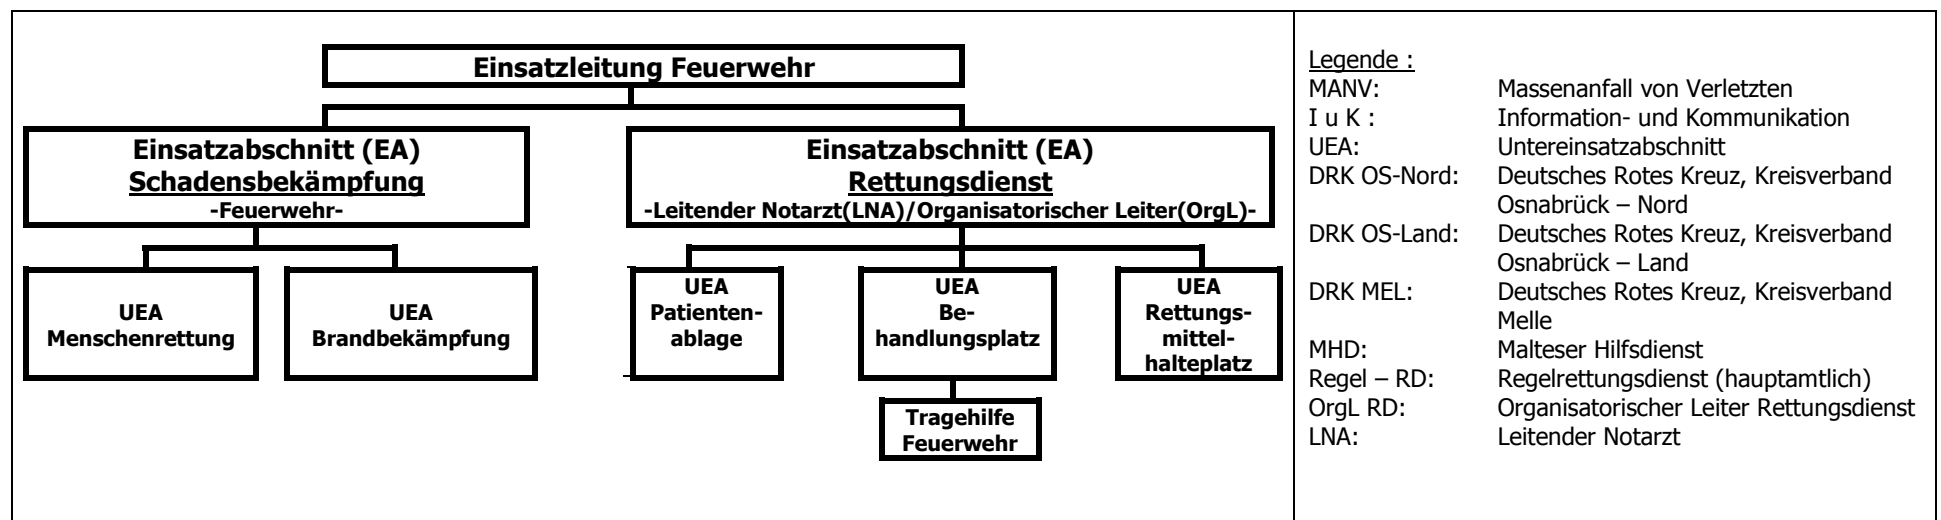 Einsatzleitung Feuerwehr
Einsatzabschnitt (EA)
Schadensbekämpfung
-Feuerwehr-
Einsatzabschnitt (EA)
Rettungsdienst
-Leitender Notarzt(LNA)/Organisatorischer Leiter(OrgL)-
UEA
Menschenrettung
UEA
Brandbekämpfung
UEA
Patienten-
ablage
UEA
Be-
handlungsplatz
UEA
Rettungs-
mittel-
halteplatz
Tragehilfe
Feuerwehr
Legende :
MANV: Massenanfall von Verletzten
I u K : Information- und Kommunikation
UEA: Untereinsatzabschnitt
DRK OS-Nord: Deutsches Rotes Kreuz, Kreisverband
Osnabrück – Nord
DRK OS-Land: Deutsches Rotes Kreuz, Kreisverband
Osnabrück – Land
DRK MEL: Deutsches Rotes Kreuz, Kreisverband
Melle
MHD: Malteser Hilfsdienst
Regel – RD: Regelrettungsdienst (hauptamtlich)
OrgL RD: Organisatorischer Leiter Rettungsdienst
LNA: Leitender Notarzt